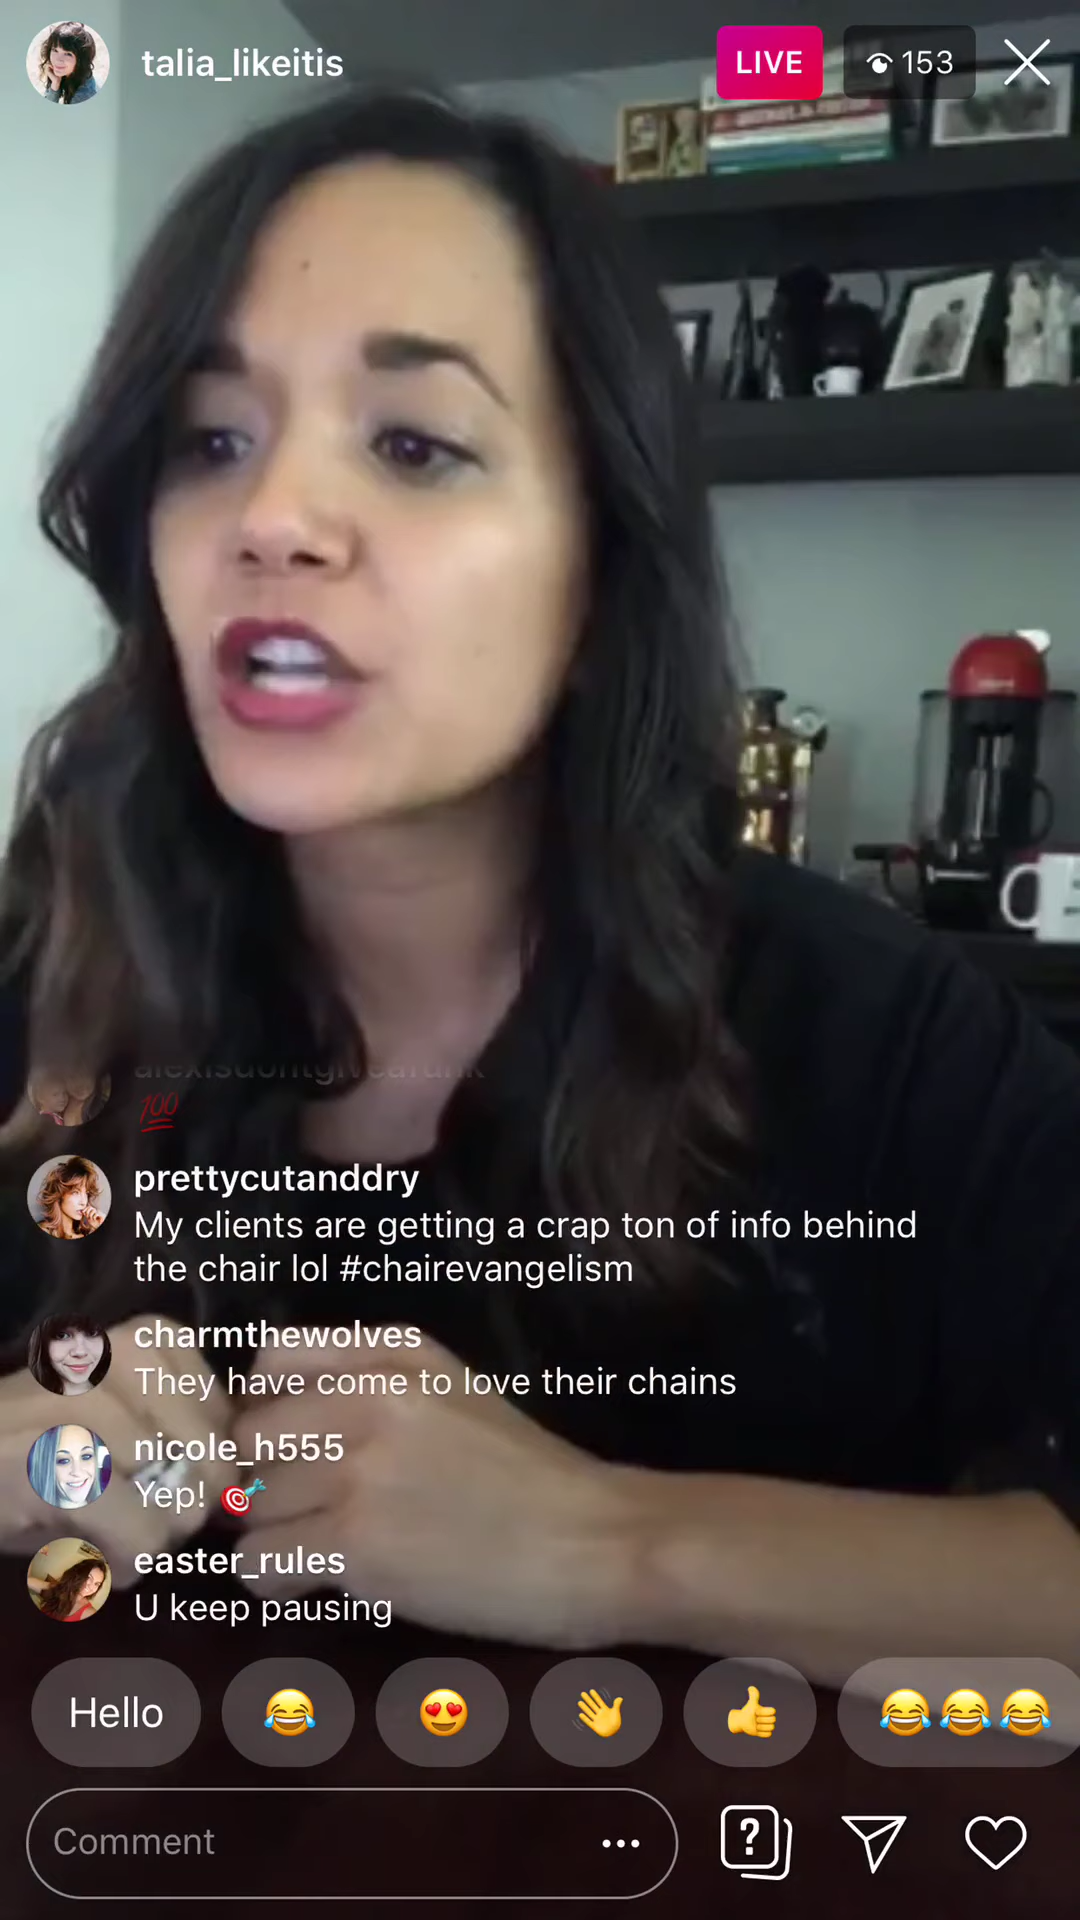 talia_likeitis
LIVE
153
alexisdontgiveafunk
💯
prettycutanddry
My clients are getting a crap ton of info behind
the chair lol #chairevangelism
charmthewolves
They have come to love their chains
nicole_h555
Yep! 🎯
easter_rules
U keep pausing
Hello 😂 😍 👋 👍 😂😂😂
Comment